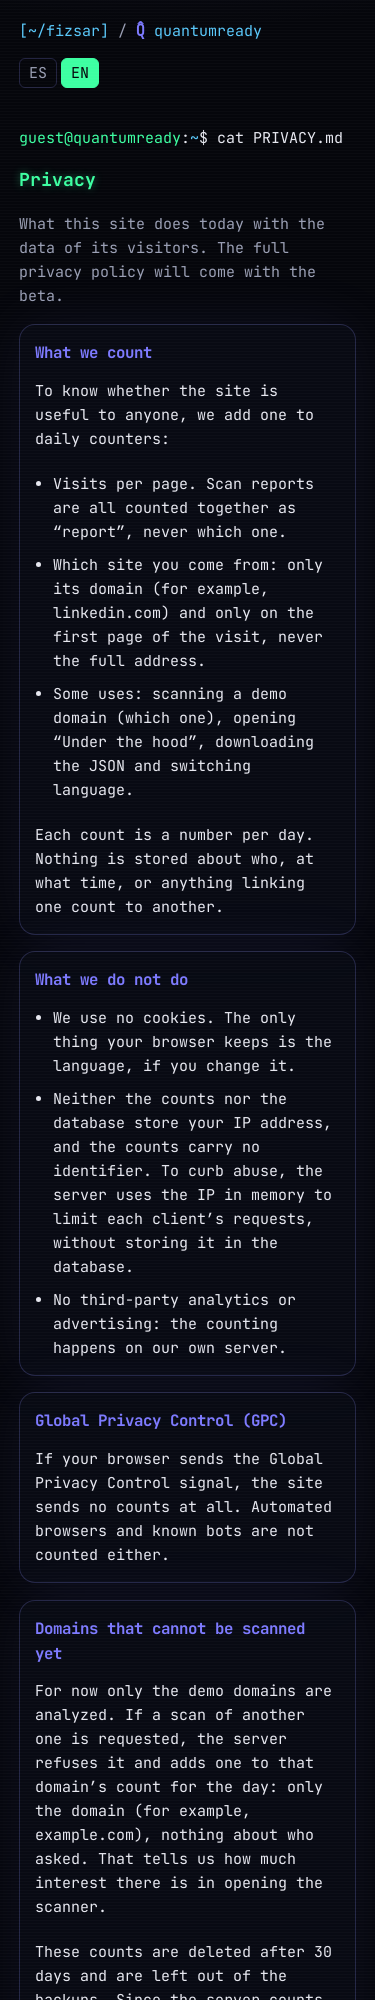 [~/fizsar] / Q̂ quantumready
ES EN
guest@quantumready:~$ cat PRIVACY.md
Privacy
What this site does today with the
data of its visitors. The full
privacy policy will come with the
beta.
What we count
To know whether the site is
useful to anyone, we add one to
daily counters:
• Visits per page. Scan reports
are all counted together as
“report”, never which one.
• Which site you come from: only
its domain (for example,
linkedin.com) and only on the
first page of the visit, never
the full address.
• Some uses: scanning a demo
domain (which one), opening
“Under the hood”, downloading
the JSON and switching
language.
Each count is a number per day.
Nothing is stored about who, at
what time, or anything linking
one count to another.
What we do not do
• We use no cookies. The only
thing your browser keeps is the
language, if you change it.
• Neither the counts nor the
database store your IP address,
and the counts carry no
identifier. To curb abuse, the
server uses the IP in memory to
limit each client’s requests,
without storing it in the
database.
• No third-party analytics or
advertising: the counting
happens on our own server.
Global Privacy Control (GPC)
If your browser sends the Global
Privacy Control signal, the site
sends no counts at all. Automated
browsers and known bots are not
counted either.
Domains that cannot be scanned
yet
For now only the demo domains are
analyzed. If a scan of another
one is requested, the server
refuses it and adds one to that
domain’s count for the day: only
the domain (for example,
example.com), nothing about who
asked. That tells us how much
interest there is in opening the
scanner.
These counts are deleted after 30
days and are left out of the
backups. Since the server counts